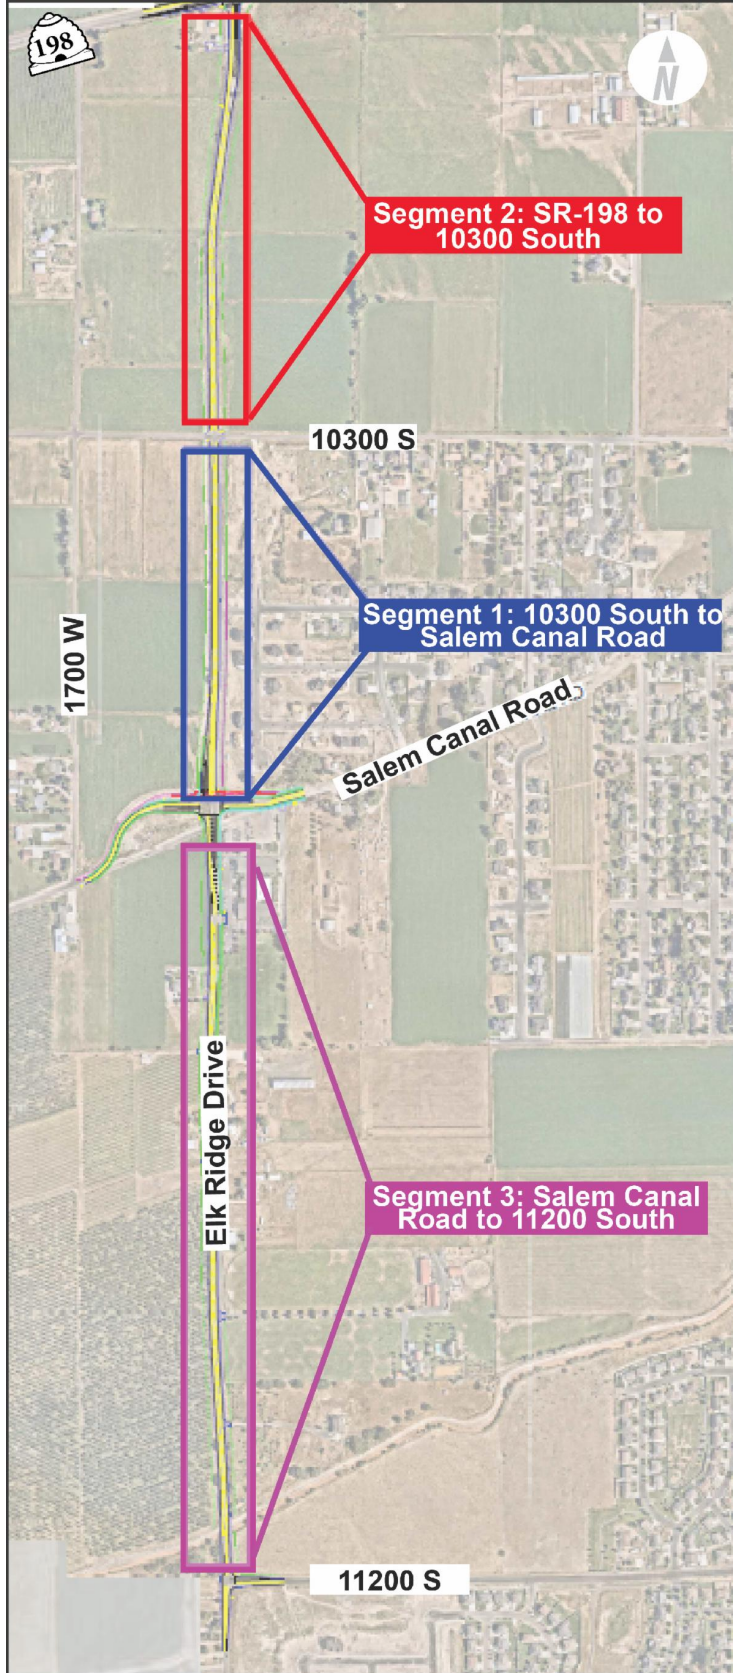 198
N
Segment 2: SR-198 to
10300 South
10300 S
Segment 1: 10300 South to
Salem Canal Road
1700 W
Salem Canal Road
Elk Ridge Drive
Segment 3: Salem Canal
Road to 11200 South
11200 S